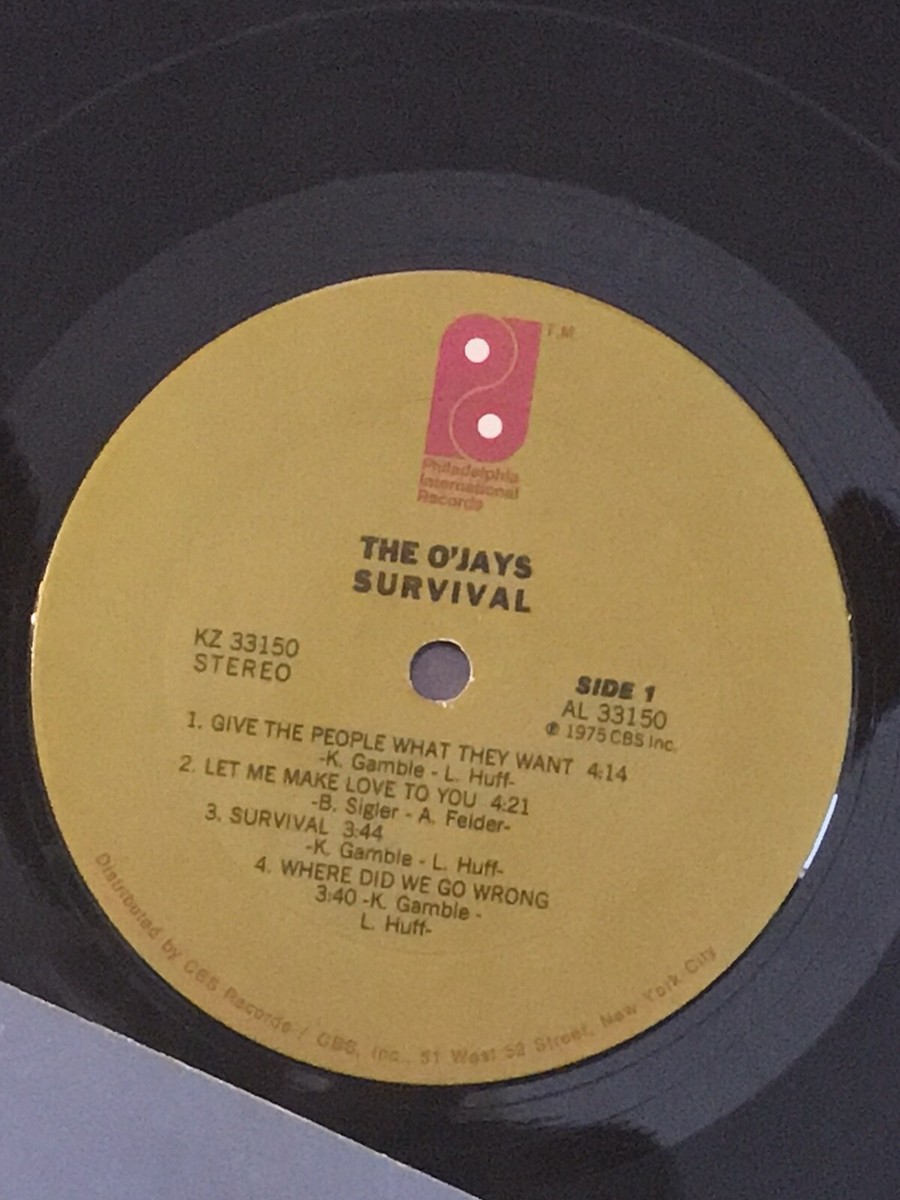 T.M.
Philadelphia
International
Records
THE O'JAYS
SURVIVAL
KZ 33150
STEREO
SIDE 1
AL 33150
℗ 1975 CBS Inc.
1. GIVE THE PEOPLE WHAT THEY WANT 4:14
-K. Gamble - L. Huff-
2. LET ME MAKE LOVE TO YOU 4:21
-B. Sigler - A. Felder-
3. SURVIVAL 3:44
-K. Gamble - L. Huff-
4. WHERE DID WE GO WRONG
3:40 -K. Gamble -
L. Huff-
Distributed by CBS Records / CBS, Inc., 51 West 52 Street, New York City